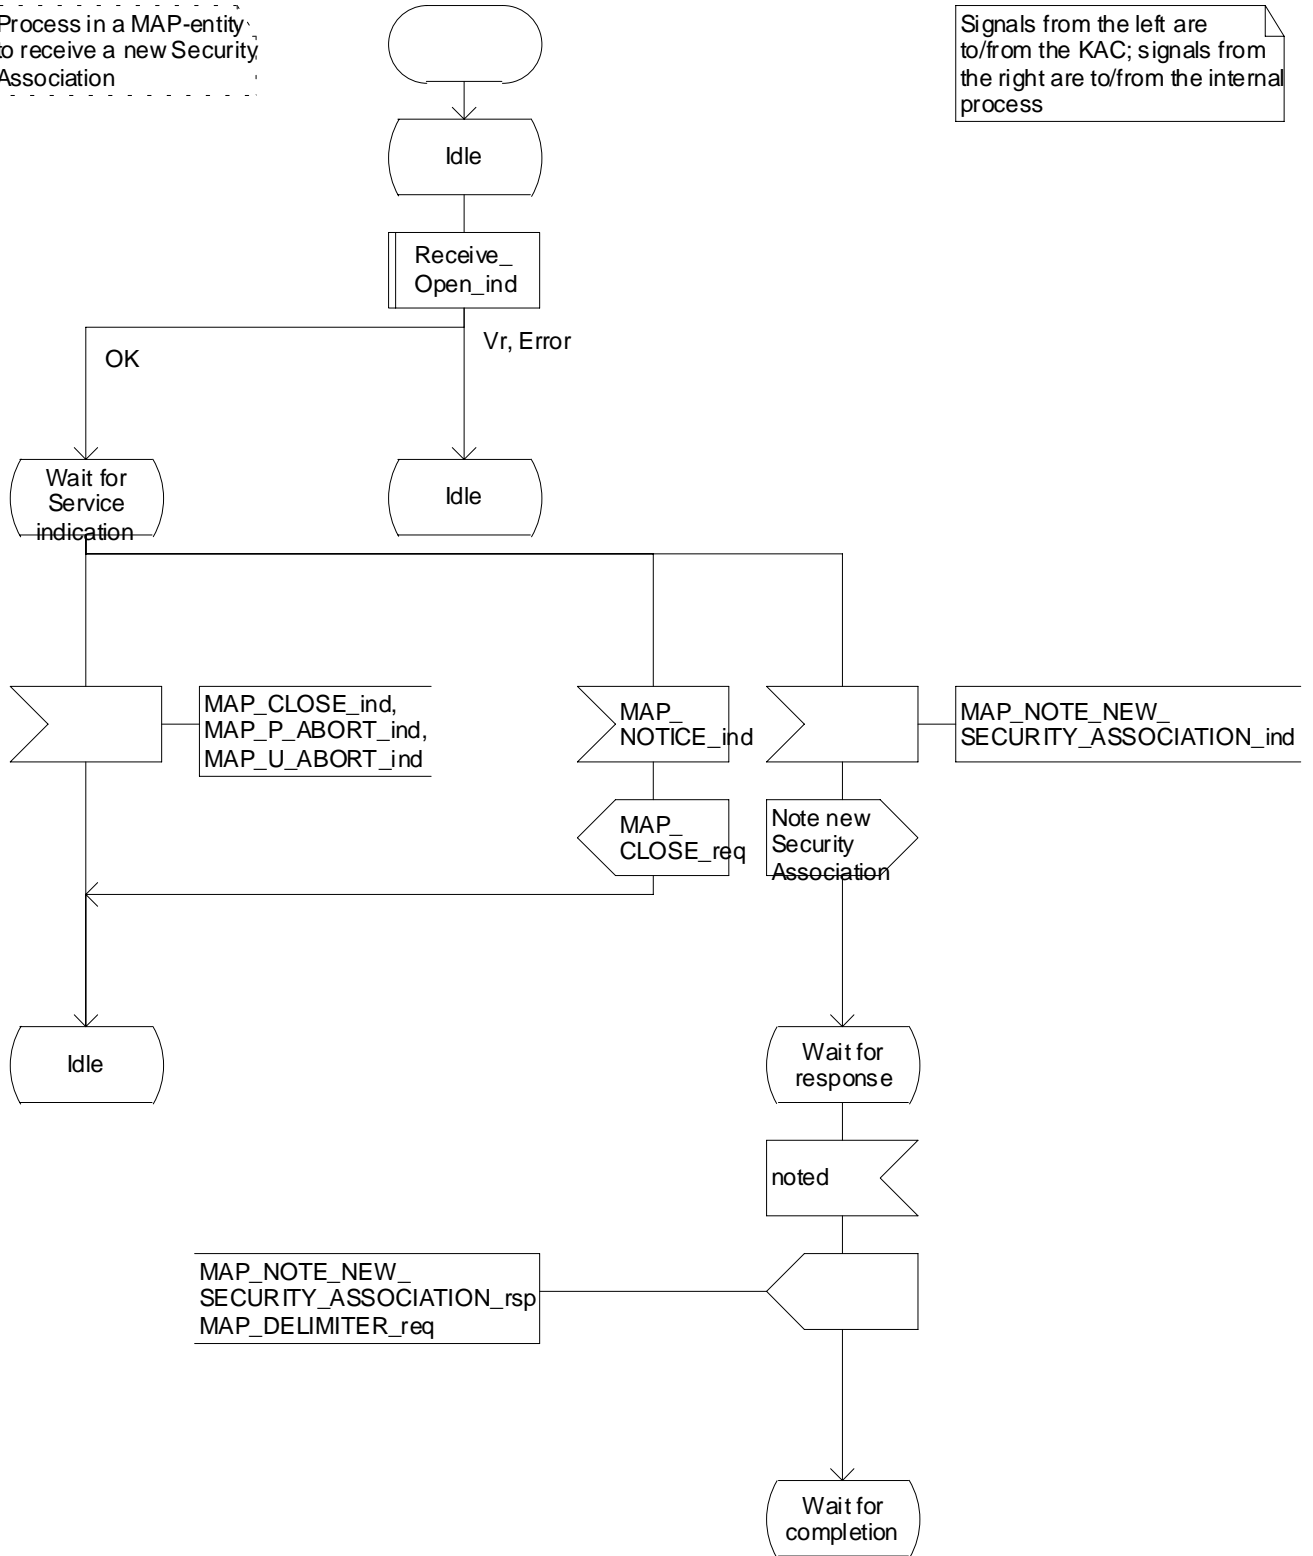 Process in a MAP-entity
to receive a new Security
Association
Signals from the left are
to/from the KAC; signals from
the right are to/from the internal
process
Idle
Receive_
Open_ind
Vr, Error
OK
Wait for
Service
indication
Idle
MAP_CLOSE_ind,
MAP_P_ABORT_ind,
MAP_U_ABORT_ind
MAP_
NOTICE_ind
MAP_NOTE_NEW_
SECURITY_ASSOCIATION_ind
MAP_
CLOSE_req
Note new
Security
Association
Idle
Wait for
response
noted
MAP_NOTE_NEW_
SECURITY_ASSOCIATION_rsp
MAP_DELIMITER_req
Wait for
completion